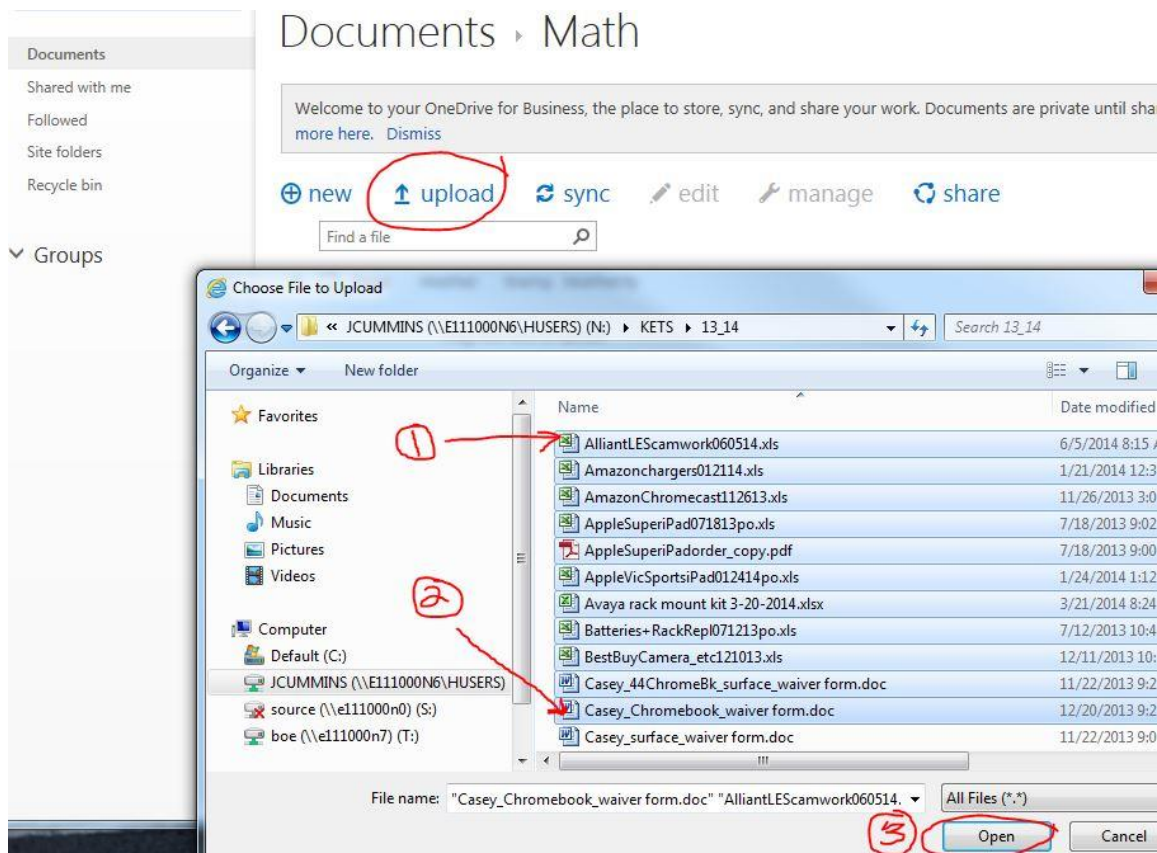 Documents ▸ Math
Documents
Shared with me
Followed
Site folders
Recycle bin
Groups
Welcome to your OneDrive for Business, the place to store, sync, and share your work. Documents are private until
more here. Dismiss
new upload sync edit manage share
Find a file
Choose File to Upload
« JCUMMINS (\\E111000N6\HUSERS) (N:) ▸ KETS ▸ 13_14
Search 13_14
Organize New folder
Favorites
Libraries
Documents
Music
Pictures
Videos
Computer
Default (C:)
JCUMMINS (\\E111000N6\HUSERS)
source (\\e111000n0) (S:)
boe (\\e111000n7) (T:)
Name Date modified
1
AlliantLEScamwork060514.xls 6/5/2014 8:15
Amazonchargers012114.xls 1/21/2014 12:3
AmazonChromecast112613.xls 11/26/2013 3:0
AppleSuperiPad071813po.xls 7/18/2013 9:02
AppleSuperiPadorder_copy.pdf 7/18/2013 9:00
AppleVicSportsiPad012414po.xls 1/24/2014 1:12
2
Avaya rack mount kit 3-20-2014.xlsx 3/21/2014 8:24
Batteries+RackRepl071213po.xls 7/12/2013 10:4
BestBuyCamera_etc121013.xls 12/11/2013 10:
Casey_44ChromeBk_surface_waiver form.doc 11/22/2013 9:2
Casey_Chromebook_waiver form.doc 12/20/2013 9:2
Casey_surface_waiver form.doc 11/22/2013 9:0
File name: "Casey_Chromebook_waiver form.doc" "AlliantLEScamwork060514. All Files (*.*)
3
Open Cancel